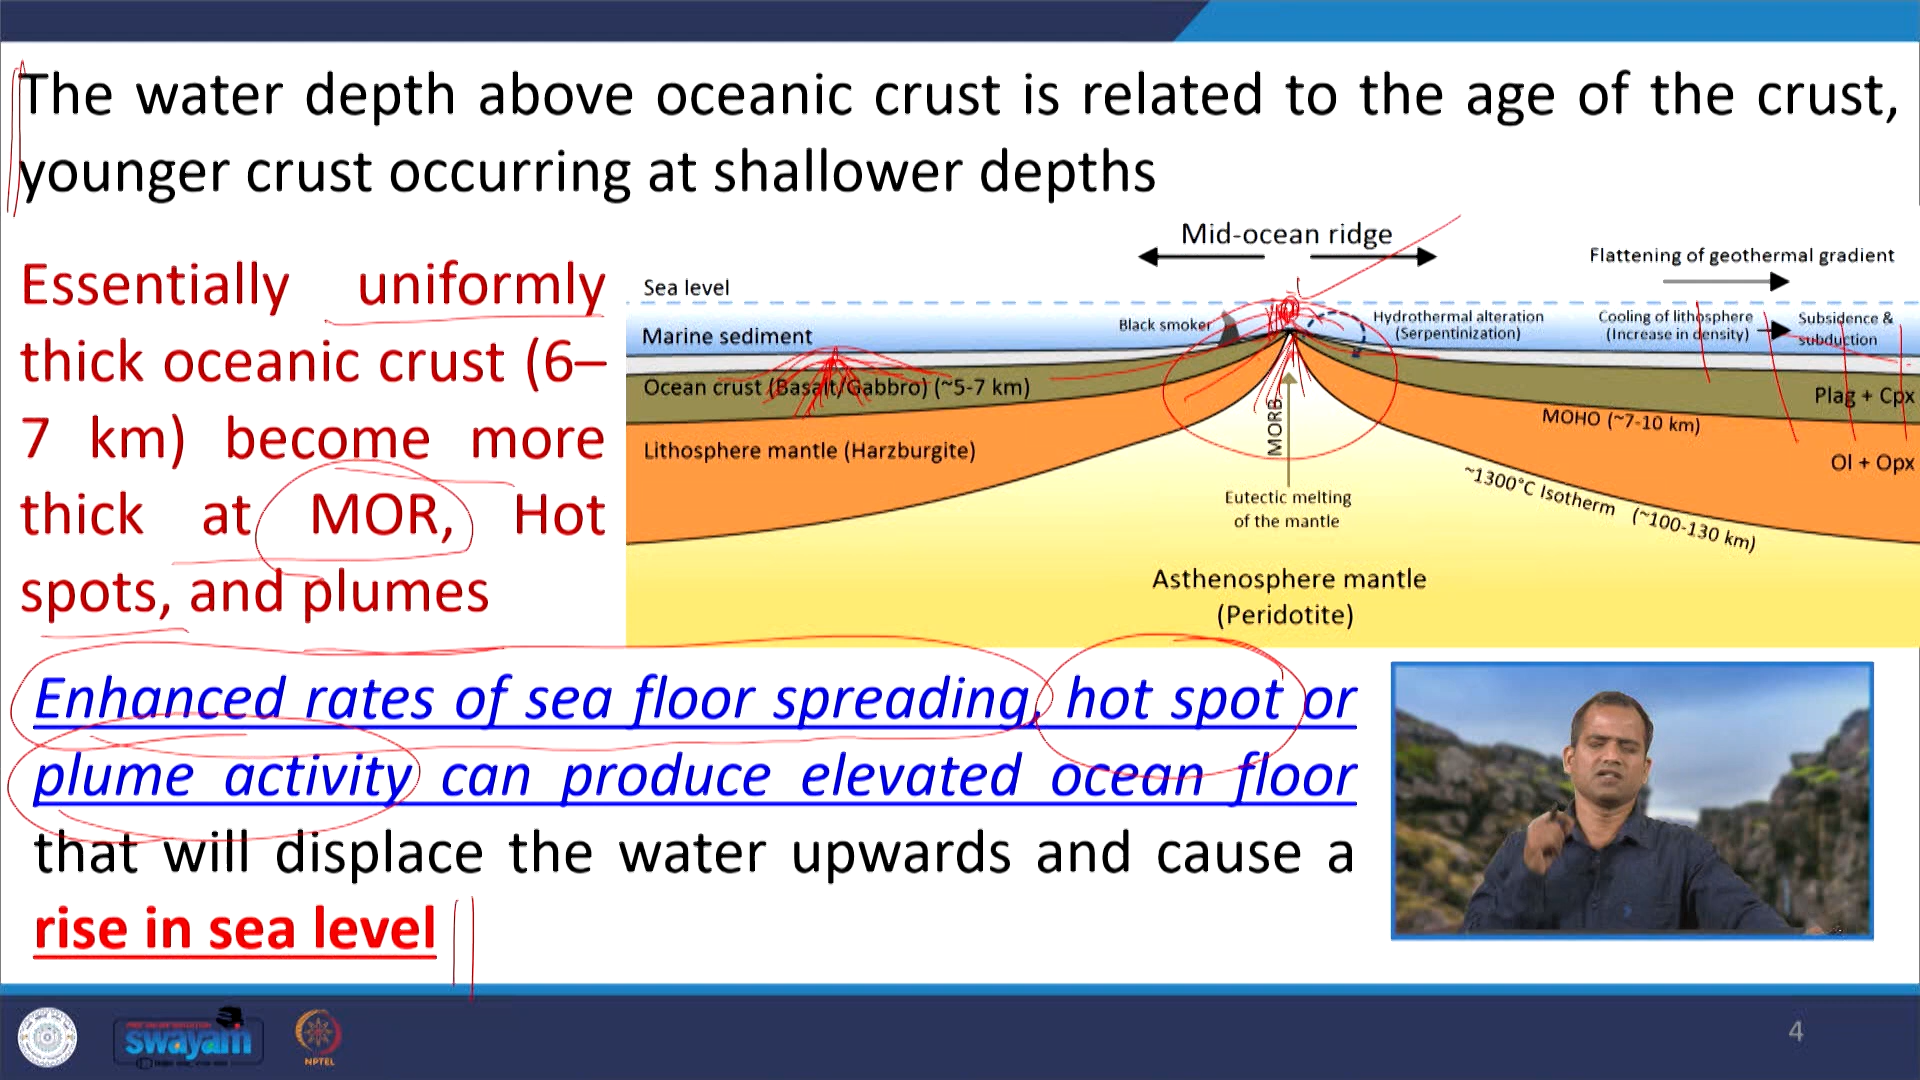 The water depth above oceanic crust is related to the age of the crust,
younger crust occurring at shallower depths
Essentially uniformly
thick oceanic crust (6–
7 km) become more
thick at MOR, Hot
spots, and plumes
Mid-ocean ridge
Flattening of geothermal gradient
Sea level
Marine sediment
Black smoker
Hydrothermal alteration
(Serpentinization)
Cooling of lithosphere
(Increase in density)
Subsidence &
subduction
Ocean crust (Basalt/Gabbro) (~5-7 km)
Plag + Cpx
MORB
MOHO (~7-10 km)
Lithosphere mantle (Harzburgite)
Ol + Opx
~1300°C Isotherm (~100-130 km)
Eutectic melting
of the mantle
Asthenosphere mantle
(Peridotite)
Enhanced rates of sea floor spreading, hot spot or
plume activity can produce elevated ocean floor
that will displace the water upwards and cause a
rise in sea level
swayam
NPTEL
4